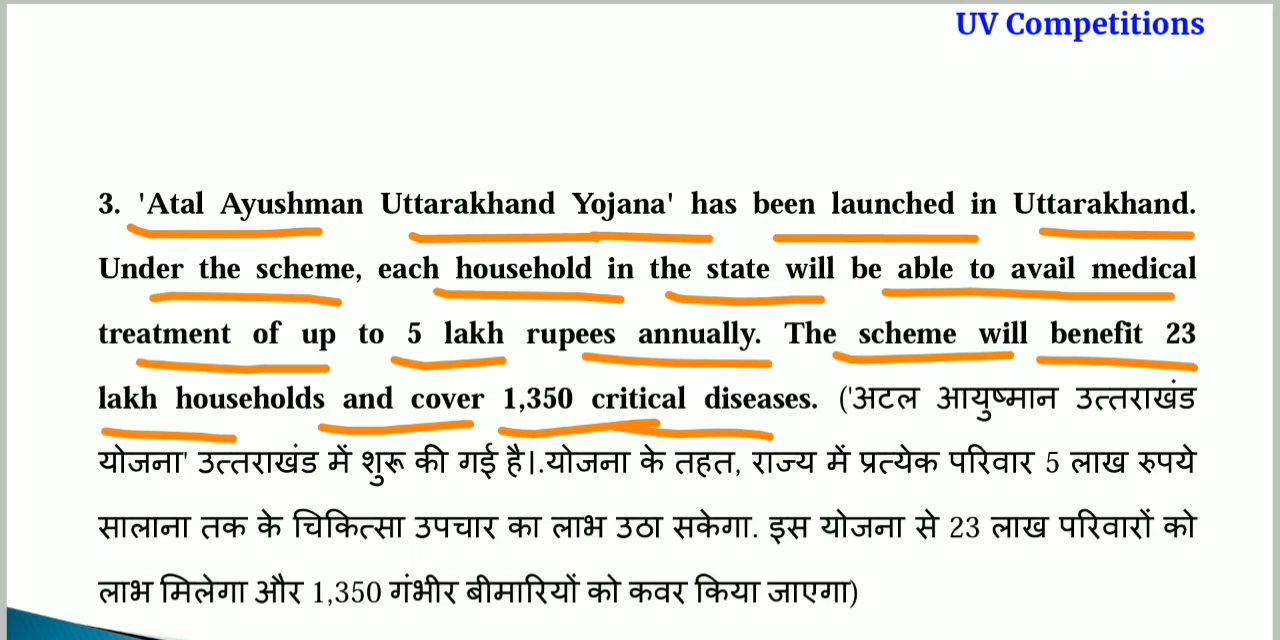 UV Competitions
3. 'Atal Ayushman Uttarakhand Yojana' has been launched in Uttarakhand.
Under the scheme, each household in the state will be able to avail medical
treatment of up to 5 lakh rupees annually. The scheme will benefit 23
lakh households and cover 1,350 critical diseases. ('अटल आयुष्मान उत्तराखंड
योजना' उत्तराखंड में शुरू की गई है|.योजना के तहत, राज्य में प्रत्येक परिवार 5 लाख रुपये
सालाना तक के चिकित्सा उपचार का लाभ उठा सकेगा. इस योजना से 23 लाख परिवारों को
लाभ मिलेगा और 1,350 गंभीर बीमारियों को कवर किया जाएगा)